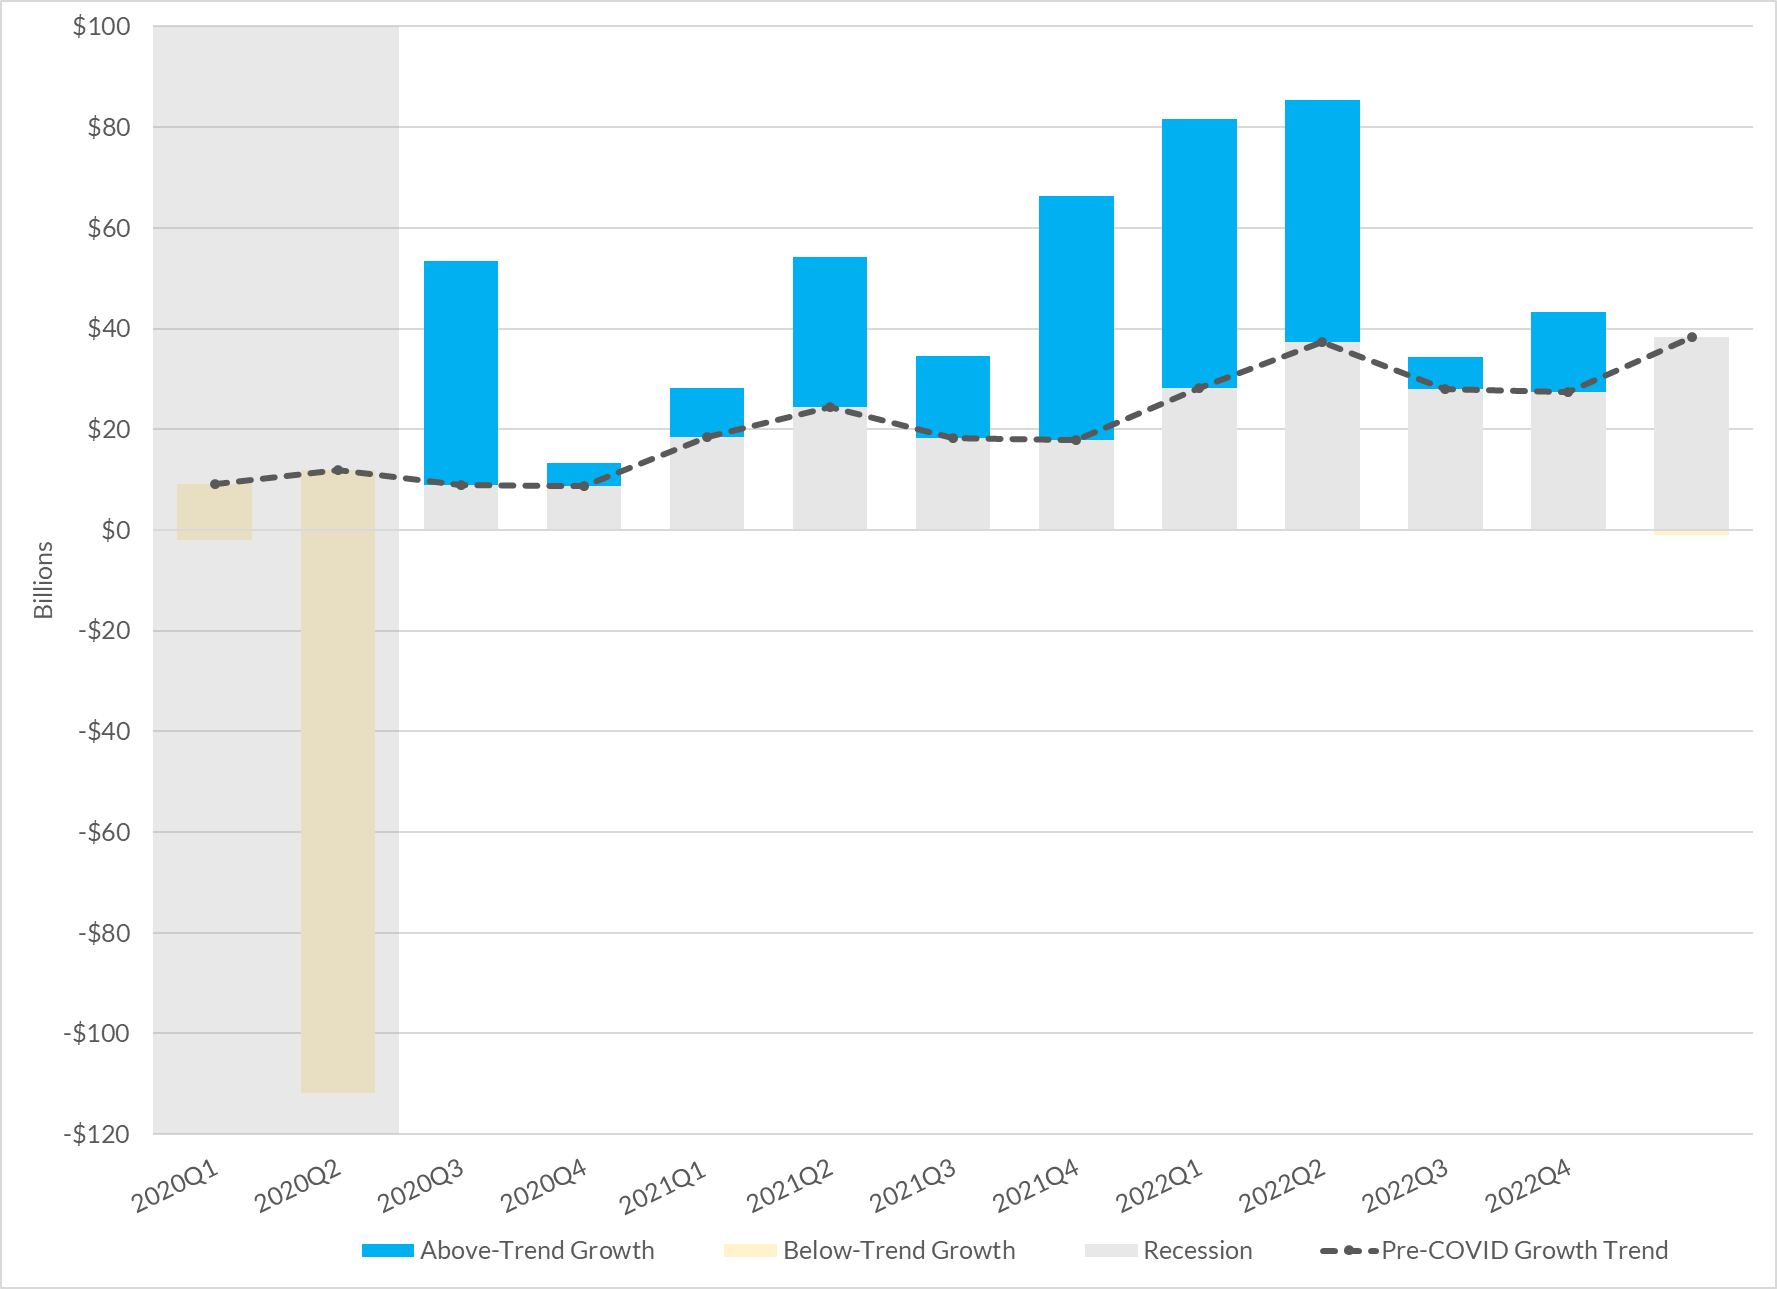 $100
$80
$60
$40
$20
$0
-$20
-$40
-$60
-$80
-$100
-$120
Billions
2020Q1
2020Q2
2020Q3
2020Q4
2021Q1
2021Q2
2021Q3
2021Q4
2022Q1
2022Q2
2022Q3
2022Q4
Above-Trend Growth
Below-Trend Growth
Recession
Pre-COVID Growth Trend